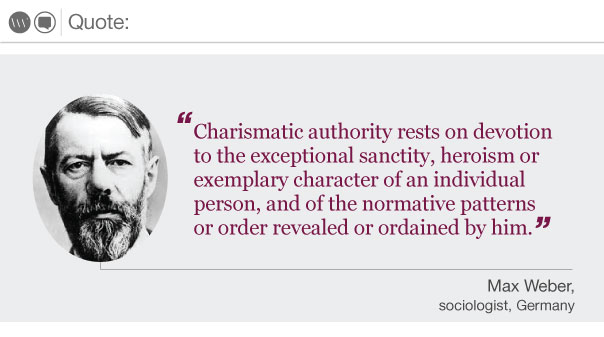 Quote:
“Charismatic authority rests on devotion
to the exceptional sanctity, heroism or
exemplary character of an individual
person, and of the normative patterns
or order revealed or ordained by him.”
Max Weber,
sociologist, Germany